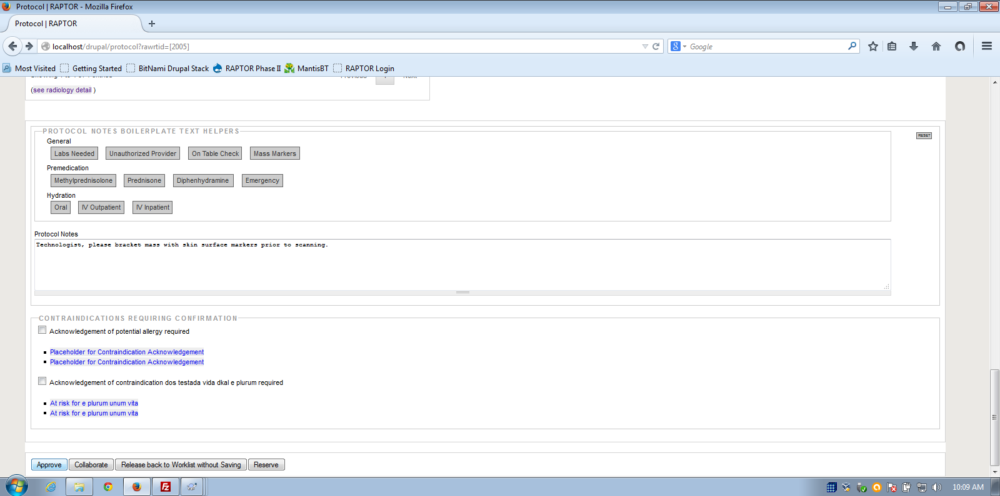 Protocol | RAPTOR - Mozilla Firefox
Protocol | RAPTOR
localhost/drupal/protocol?rawrtid=[2005]
Google
Most Visited Getting Started BitNami Drupal Stack RAPTOR Phase II MantisBT RAPTOR Login
(see radiology detail )
PROTOCOL NOTES BOILERPLATE TEXT HELPERS
RESET
General
Labs Needed Unauthorized Provider On Table Check Mass Markers
Premedication
Methylprednisolone Prednisone Diphenhydramine Emergency
Hydration
Oral IV Outpatient IV Inpatient
Protocol Notes
Technologist, please bracket mass with skin surface markers prior to scanning.
CONTRAINDICATIONS REQUIRING CONFIRMATION
Acknowledgement of potential allergy required
Placeholder for Contraindication Acknowledgement
Placeholder for Contraindication Acknowledgement
Acknowledgement of contraindication dos testada vida dkal e plurum required
At risk for e plurum unum vita
At risk for e plurum unum vita
Approve Collaborate Release back to Worklist without Saving Reserve
10:09 AM